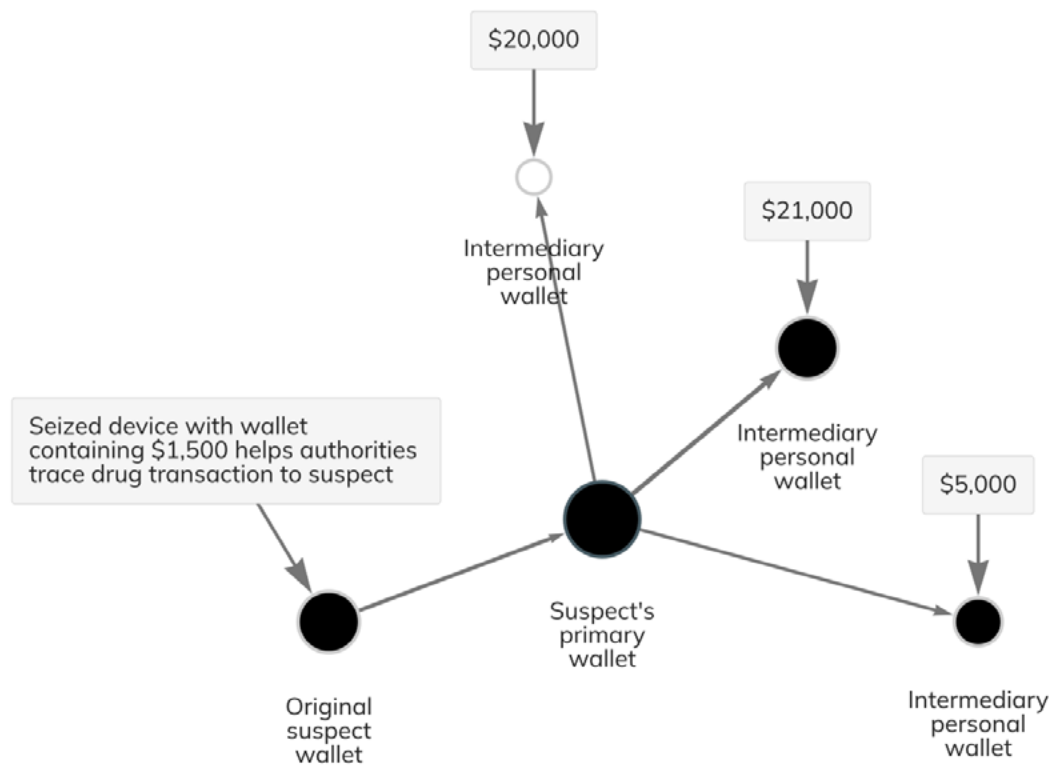 $20,000
Intermediary
personal
wallet
$21,000
Intermediary
personal
wallet
Seized device with wallet
containing $1,500 helps authorities
trace drug transaction to suspect
$5,000
Suspect's
primary
wallet
Original
suspect
wallet
Intermediary
personal
wallet